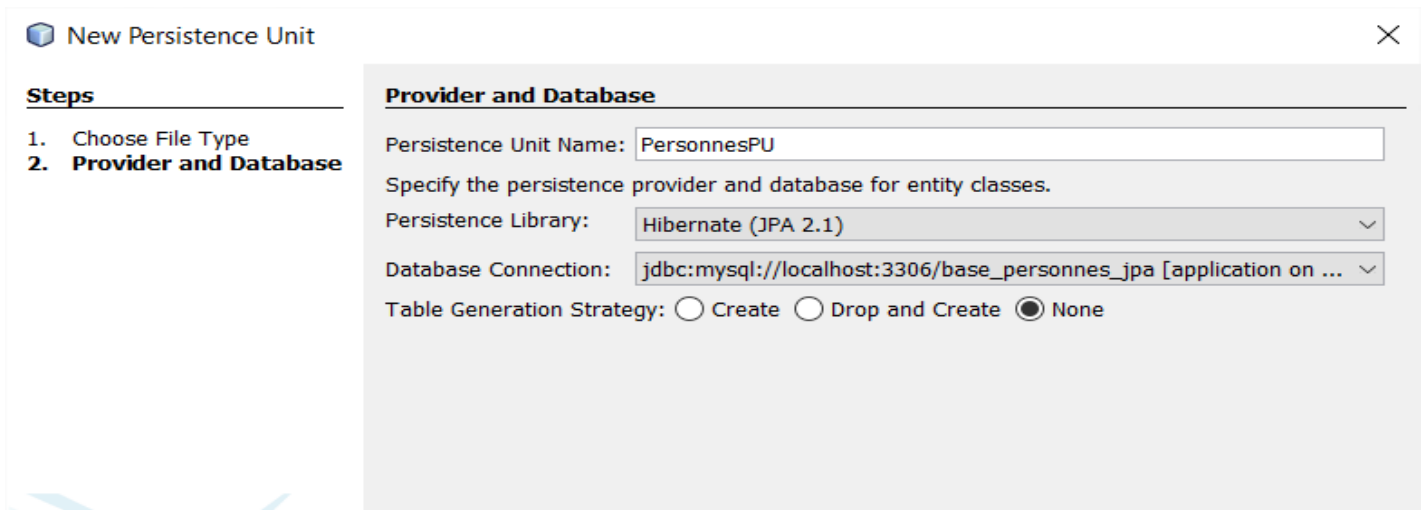 New Persistence Unit
Steps
1. Choose File Type
2. Provider and Database
Provider and Database
Persistence Unit Name: PersonnesPU
Specify the persistence provider and database for entity classes.
Persistence Library: Hibernate (JPA 2.1)
Database Connection: jdbc:mysql://localhost:3306/base_personnes_jpa [application on ...
Table Generation Strategy: Create Drop and Create None